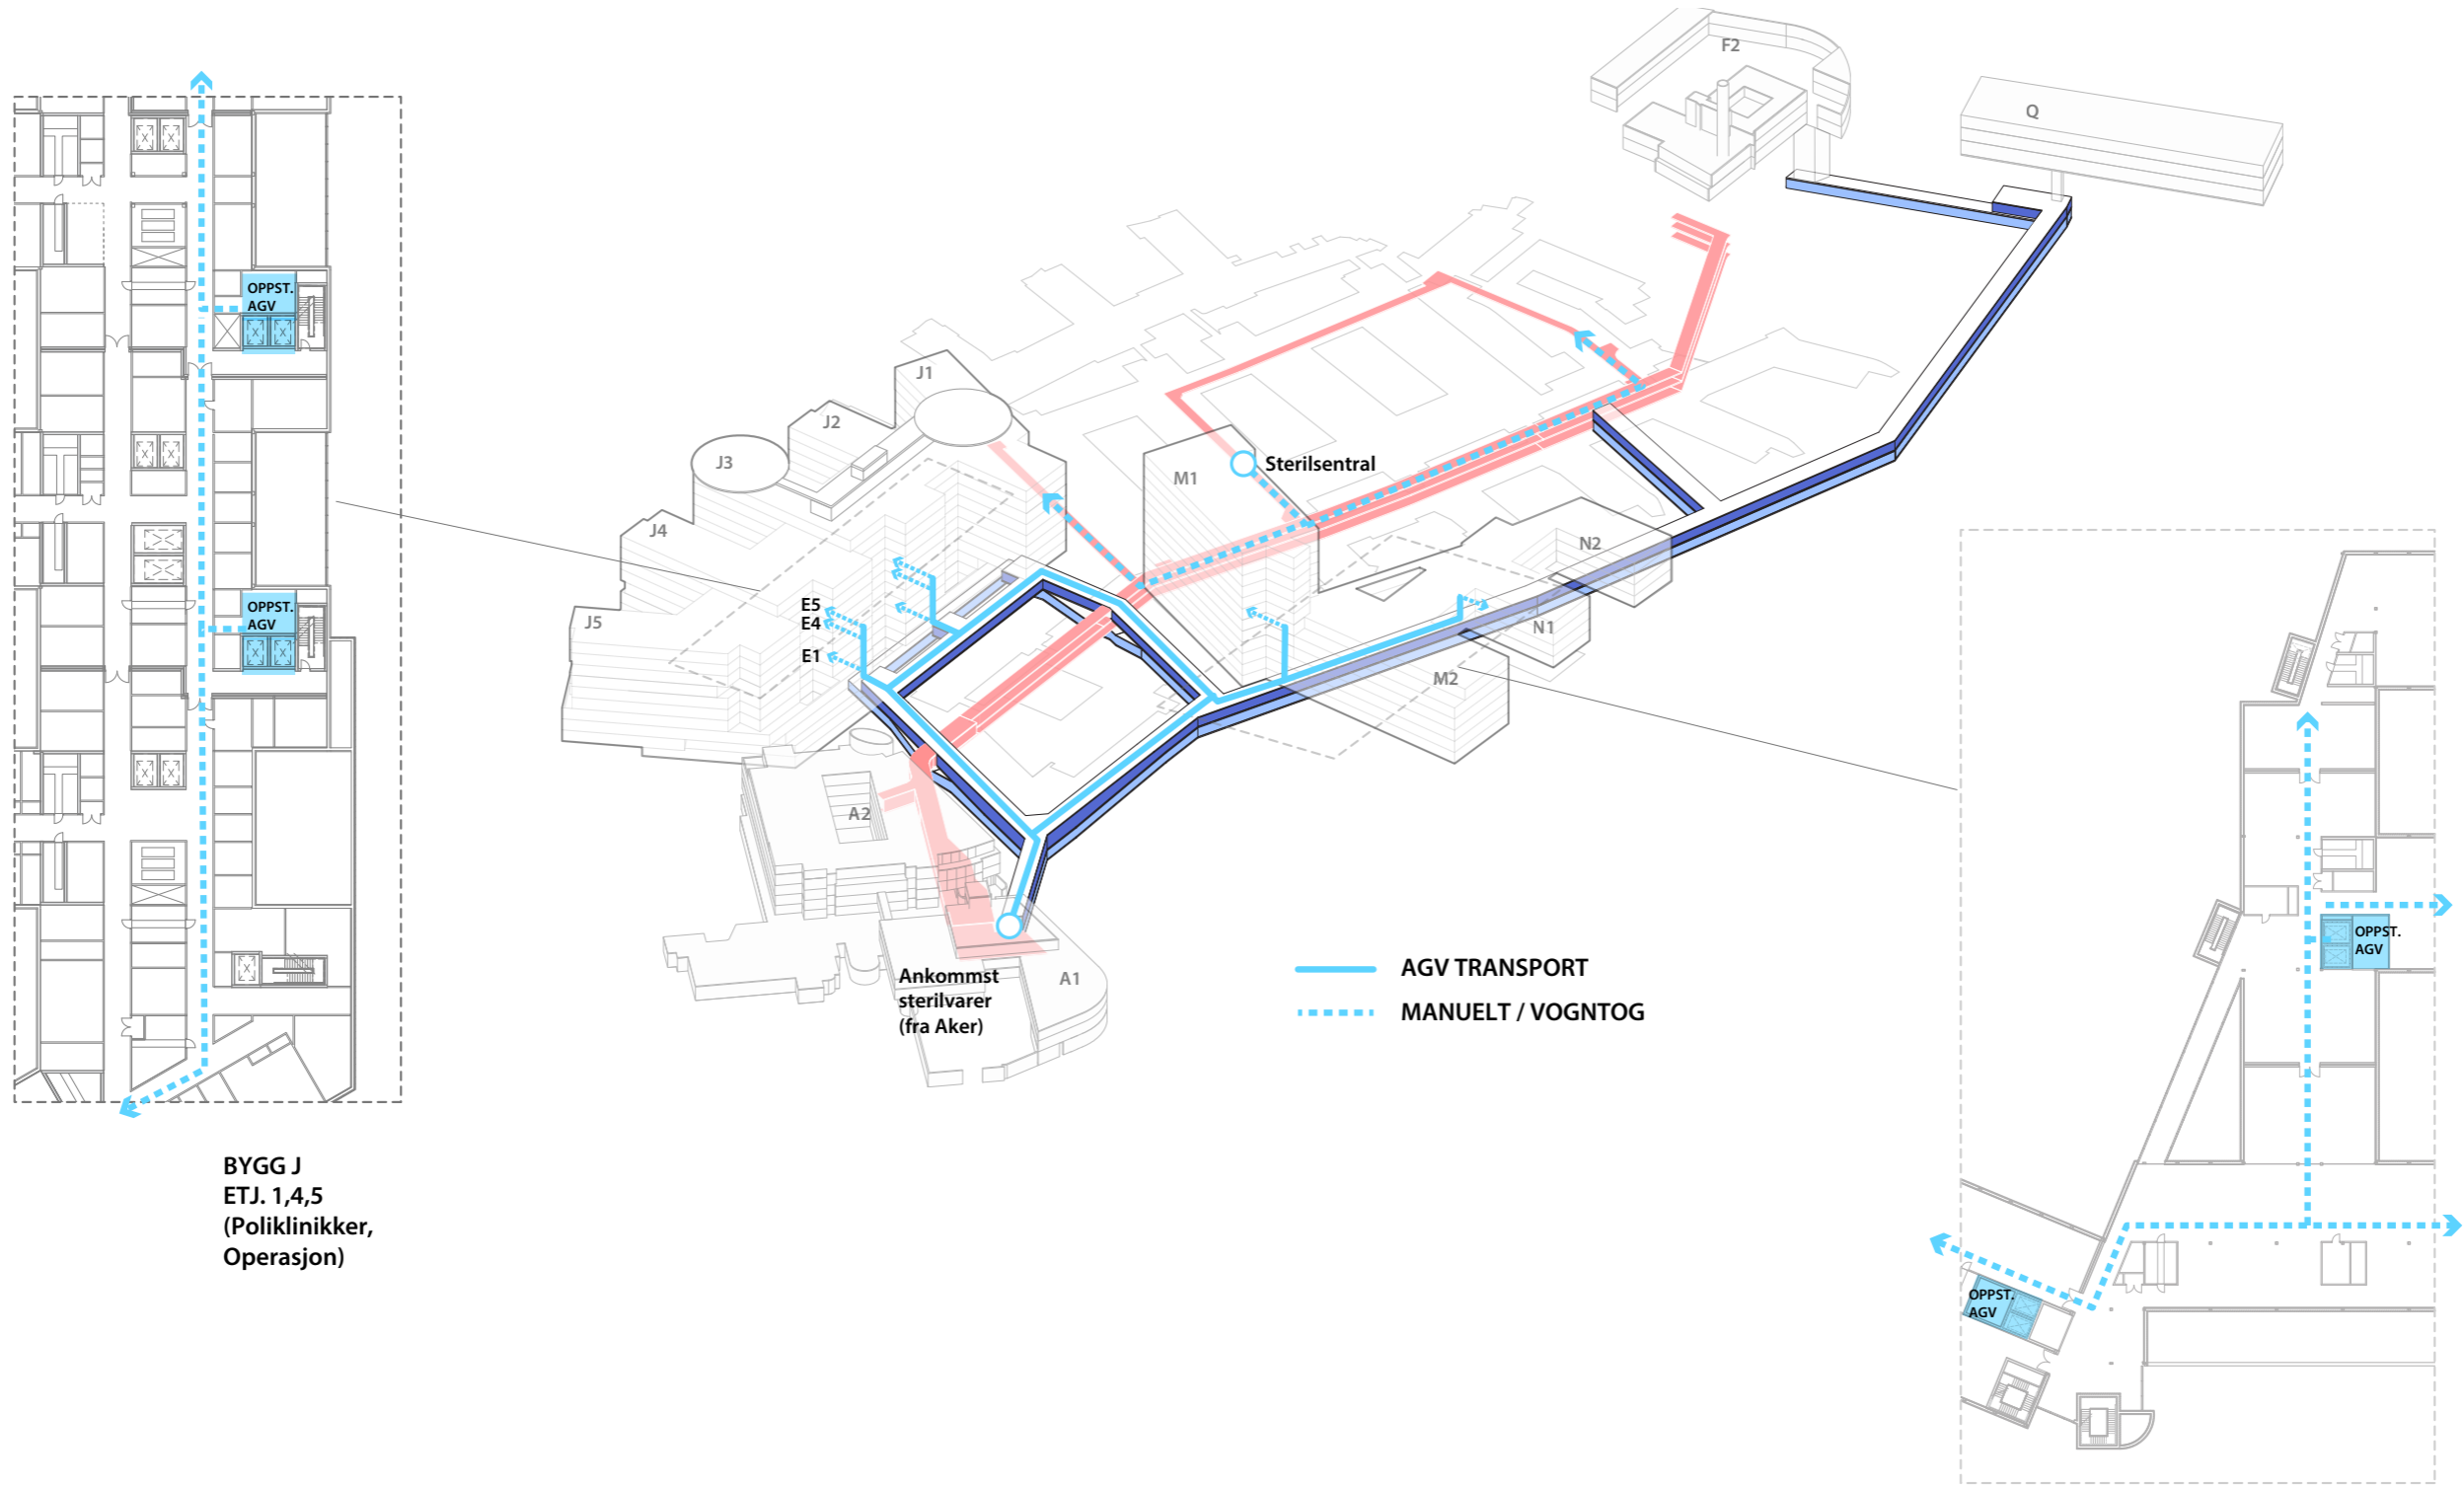 F2
Q
OPPST.
AGV
J1
J2
J3
M1
Sterilsentral
J4
N2
OPPST.
AGV
E5
E4
E1
J5
N1
M2
A2
OPPST.
AGV
Ankommst
sterilvarer
(fra Aker)
A1
AGV TRANSPORT
MANUELT / VOGNTOG
BYGG J
ETJ. 1,4,5
(Poliklinikker,
Operasjon)
OPPST.
AGV